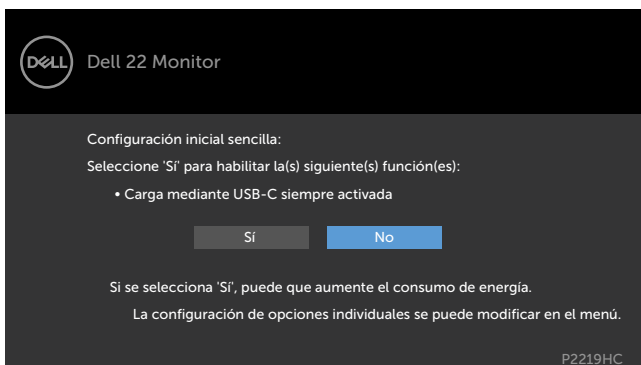 DELL
Dell 22 Monitor
Configuración inicial sencilla:
Seleccione 'Sí' para habilitar la(s) siguiente(s) función(es):
• Carga mediante USB-C siempre activada
Sí No
Si se selecciona 'Sí', puede que aumente el consumo de energía.
La configuración de opciones individuales se puede modificar en el menú.
P2219HC